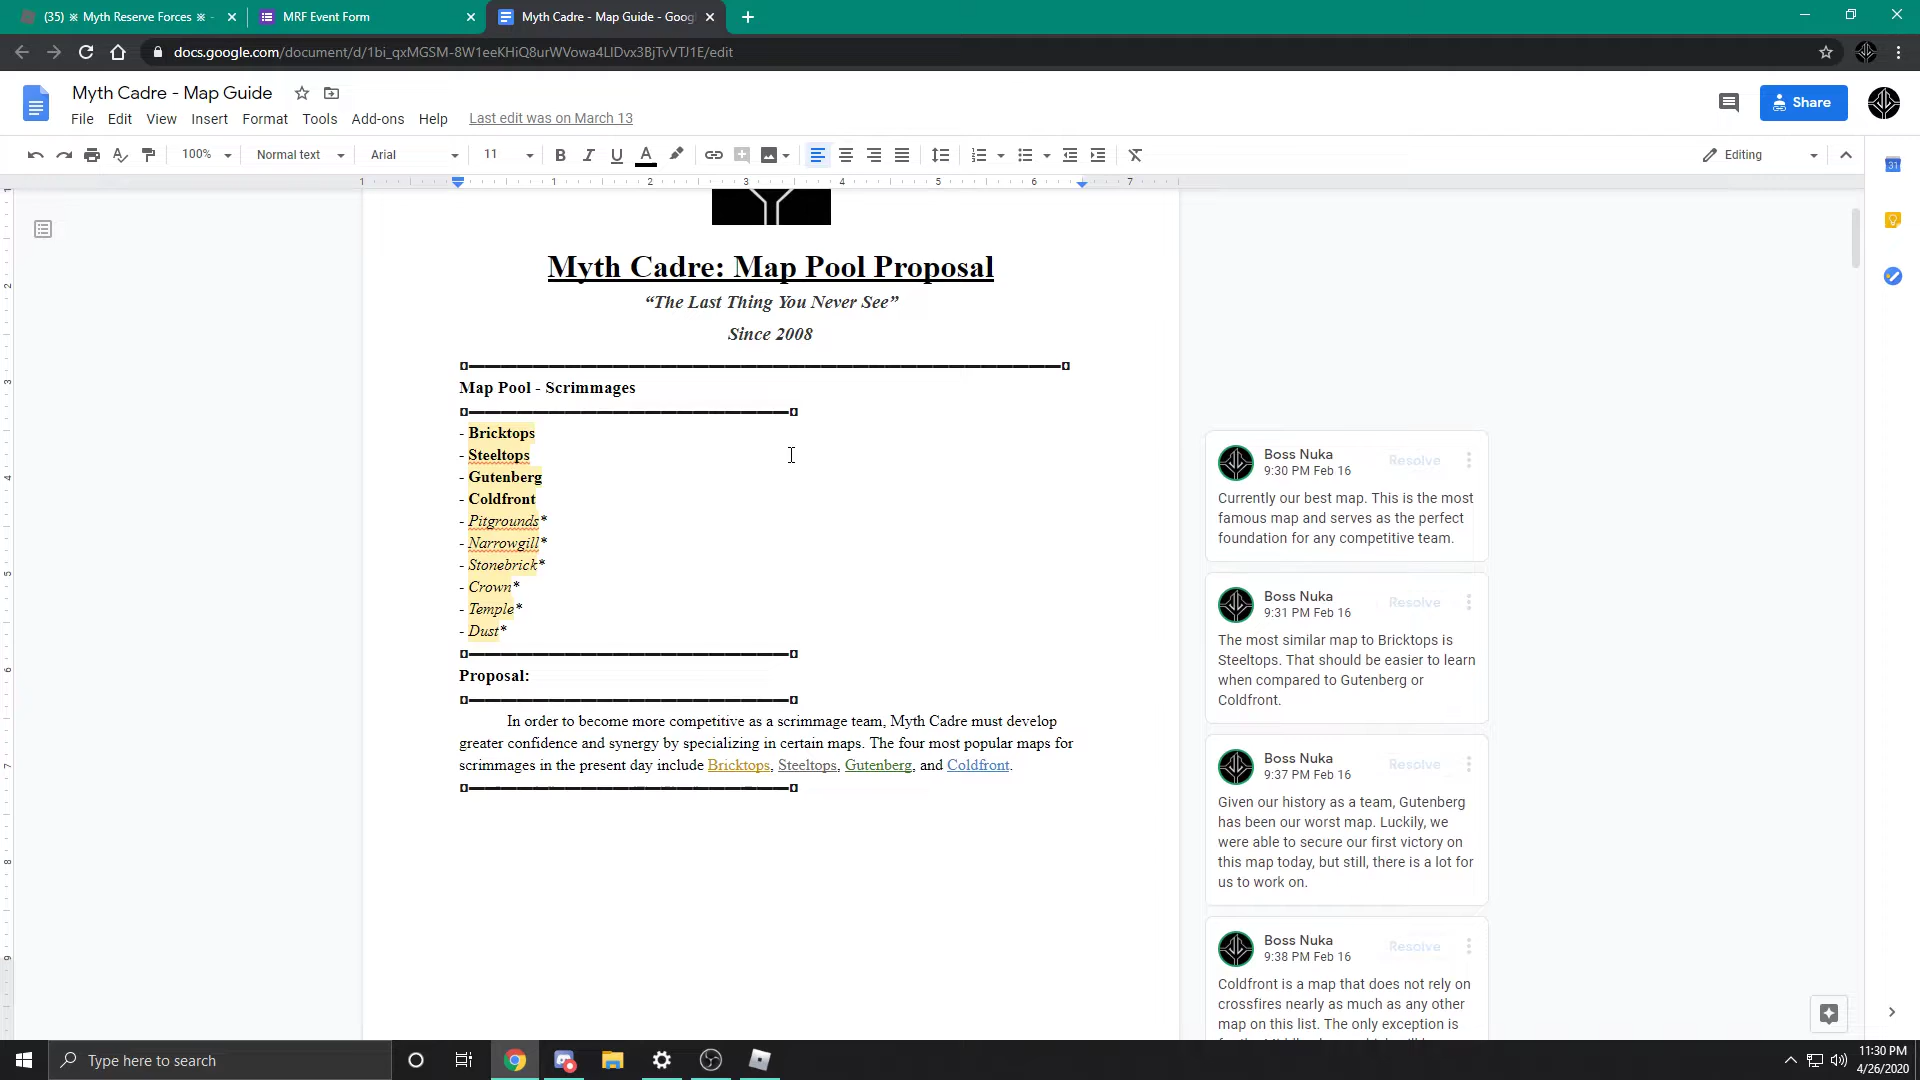 (35) ※ Myth Reserve Forces ※ -
MRF Event Form
Myth Cadre - Map Guide - Goog
docs.google.com/document/d/1bi_qxMGSM-8W1eeKHiQ8urWVowa4LlDvx3BjTvVTJ1E/edit
Myth Cadre - Map Guide
File Edit View Insert Format Tools Add-ons Help Last edit was on March 13
Share
100% Normal text Arial 11 B I U A
Editing
31
1 1 2 3 4 5 6 7
Myth Cadre: Map Pool Proposal
“The Last Thing You Never See”
Since 2008
Map Pool - Scrimmages
- Bricktops
- Steeltops
- Gutenberg
- Coldfront
- Pitgrounds*
- Narrowgill*
- Stonebrick*
- Crown*
- Temple*
- Dust*
Proposal:
In order to become more competitive as a scrimmage team, Myth Cadre must develop
greater confidence and synergy by specializing in certain maps. The four most popular maps for
scrimmages in the present day include Bricktops, Steeltops, Gutenberg, and Coldfront.
Boss Nuka
Resolve
9:30 PM Feb 16
Currently our best map. This is the most
famous map and serves as the perfect
foundation for any competitive team.
Boss Nuka
Resolve
9:31 PM Feb 16
The most similar map to Bricktops is
Steeltops. That should be easier to learn
when compared to Gutenberg or
Coldfront.
Boss Nuka
Resolve
9:37 PM Feb 16
Given our history as a team, Gutenberg
has been our worst map. Luckily, we
were able to secure our first victory on
this map today, but still, there is a lot for
us to work on.
Boss Nuka
Resolve
9:38 PM Feb 16
Coldfront is a map that does not rely on
crossfires nearly as much as any other
map on this list. The only exception is
Type here to search
11:30 PM
4/26/2020